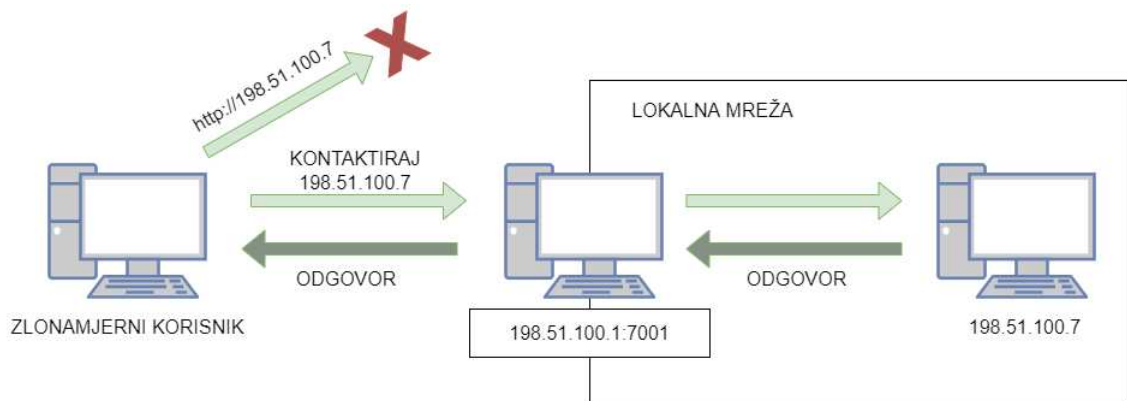 http://198.51.100.7
LOKALNA MREŽA
KONTAKTIRAJ
198.51.100.7
ODGOVOR
ODGOVOR
ZLONAMJERNI KORISNIK
198.51.100.1:7001
198.51.100.7